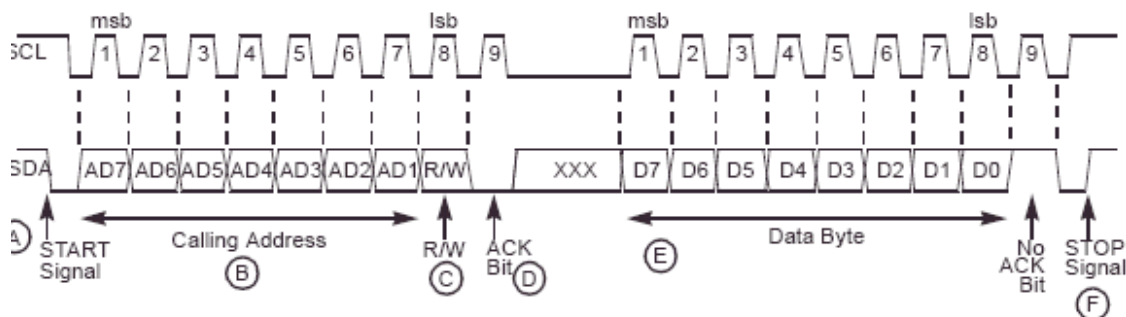 msb lsb msb lsb
SCL 1 2 3 4 5 6 7 8 9 1 2 3 4 5 6 7 8 9
SDA AD7 AD6 AD5 AD4 AD3 AD2 AD1 R/W XXX D7 D6 D5 D4 D3 D2 D1 D0
A START Signal
Calling Address
B
R/W
C
ACK
Bit D
E
Data Byte
No
ACK
Bit
STOP
Signal
F